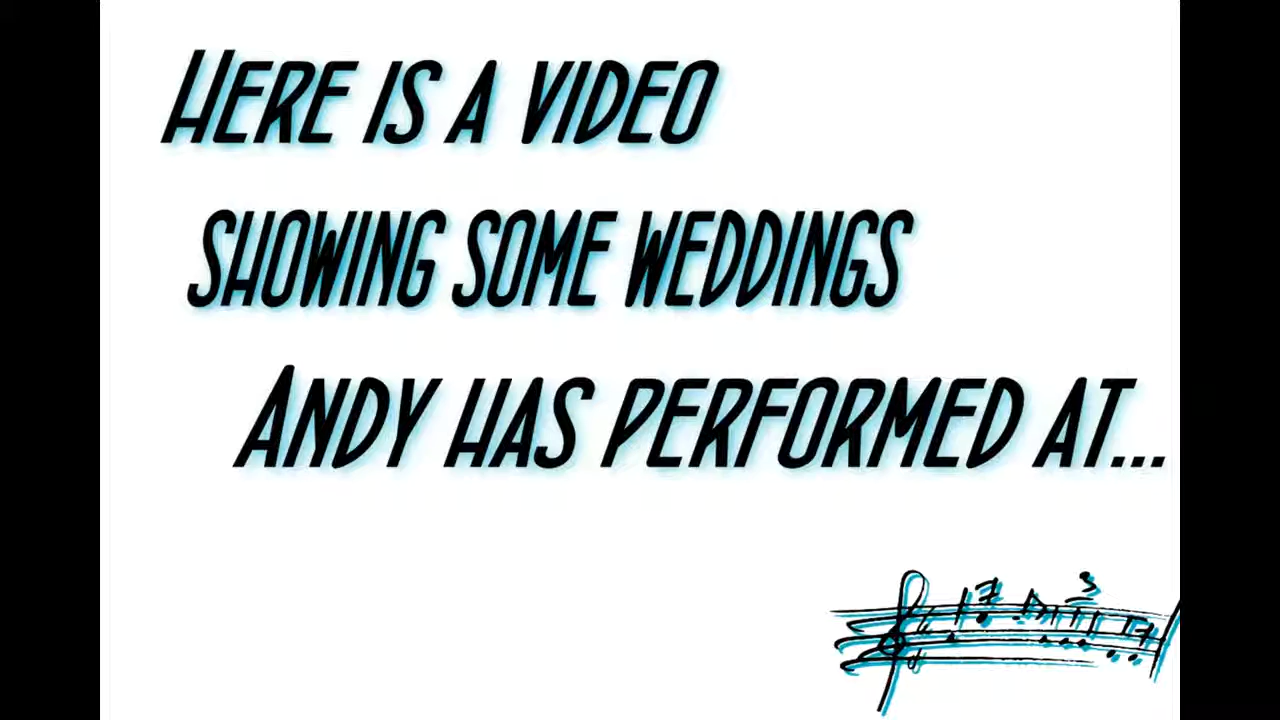 HERE IS A VIDEO
SHOWING SOME WEDDINGS
ANDY HAS PERFORMED AT...